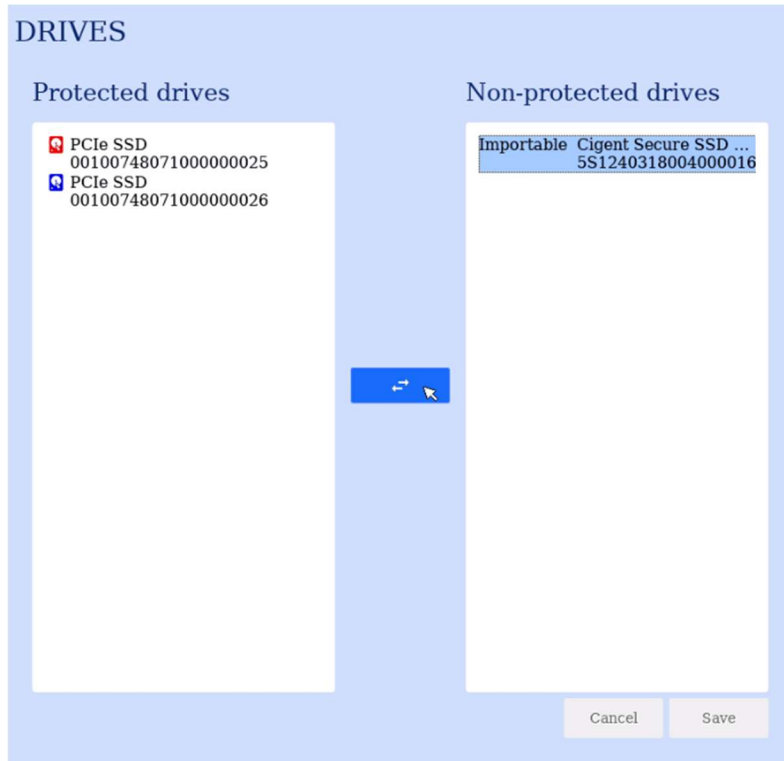 DRIVES
Protected drives
PCIe SSD
00100748071000000025
PCIe SSD
00100748071000000026
Non-protected drives
Importable Cigent Secure SSD ...
5S1240318004000016
Cancel
Save